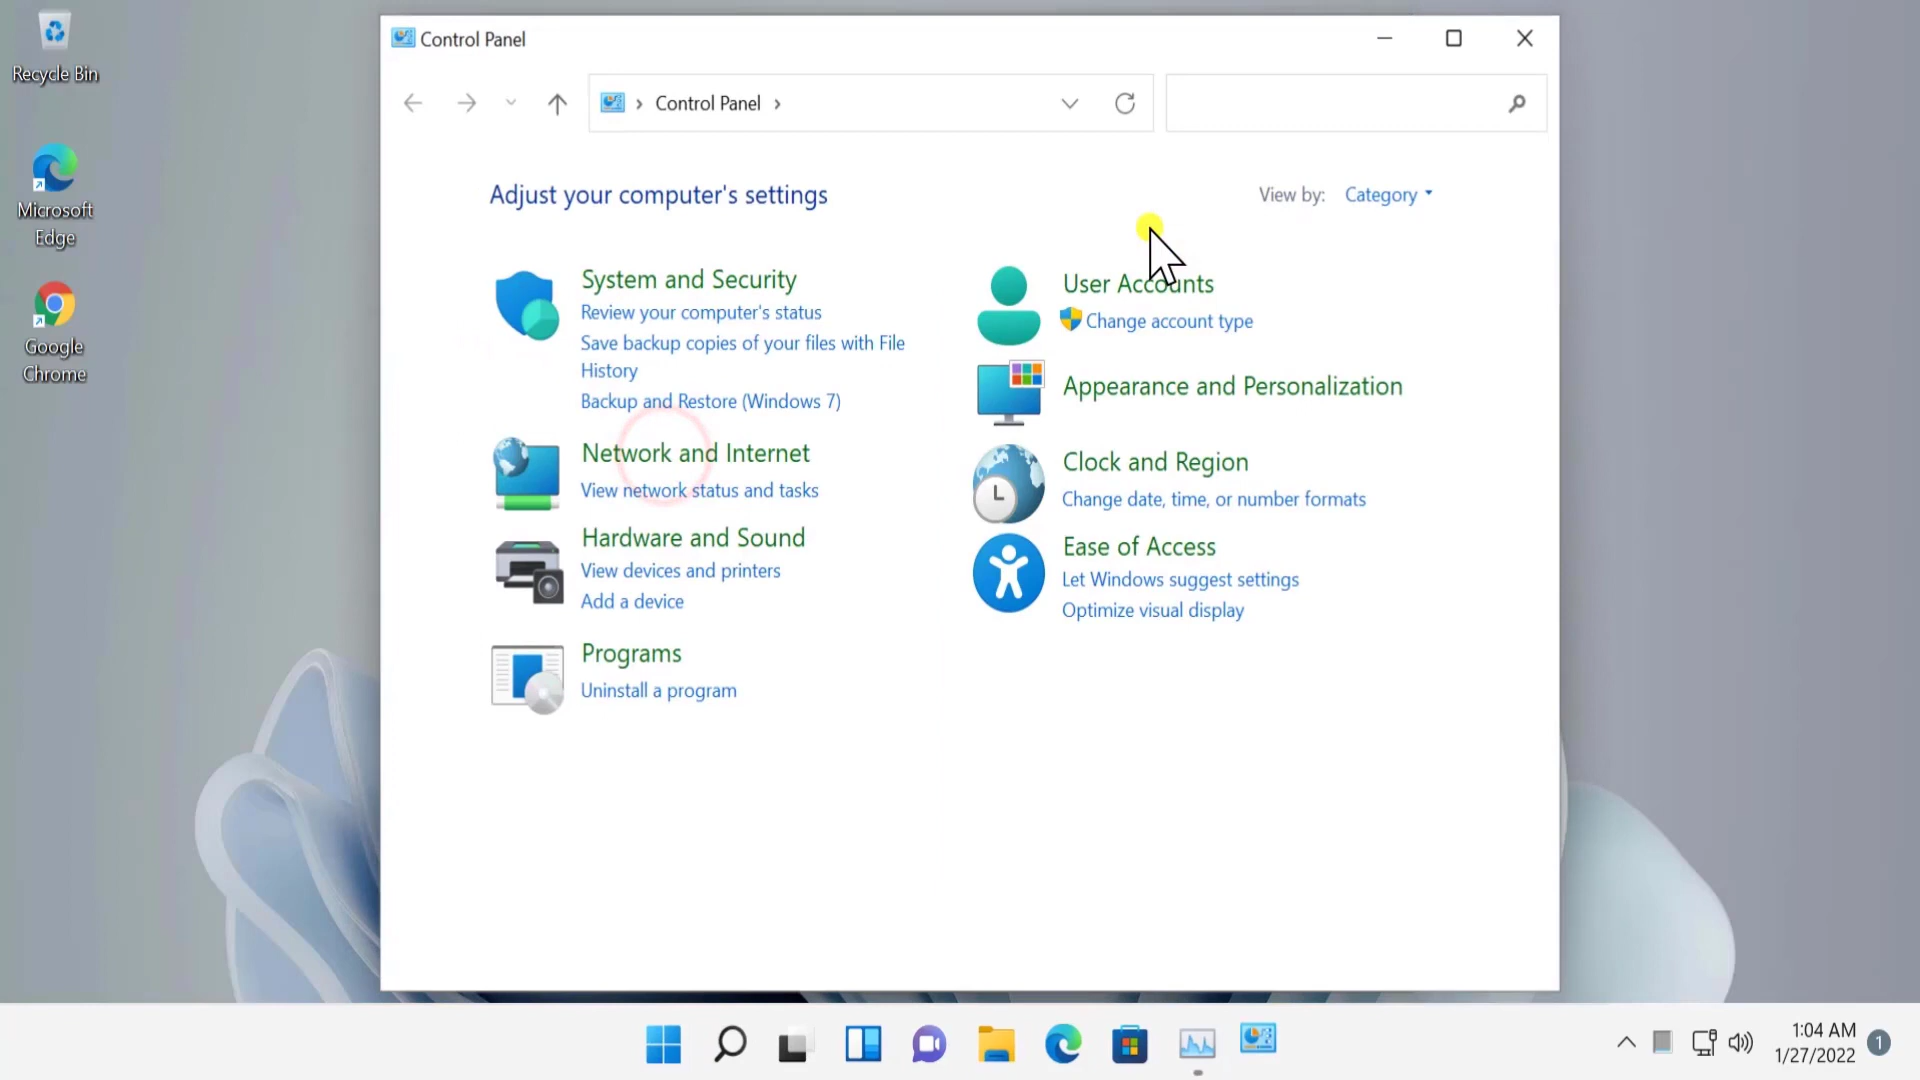 Recycle Bin
Microsoft
Edge
Google
Chrome
Control Panel
Control Panel
Adjust your computer's settings
View by: Category
System and Security
Review your computer's status
Save backup copies of your files with File
History
Backup and Restore (Windows 7)
Network and Internet
View network status and tasks
Hardware and Sound
View devices and printers
Add a device
Programs
Uninstall a program
User Accounts
Change account type
Appearance and Personalization
Clock and Region
Change date, time, or number formats
Ease of Access
Let Windows suggest settings
Optimize visual display
1:04 AM
1/27/2022
1